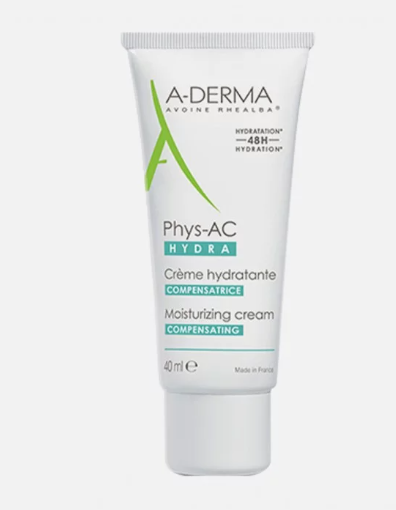 A-DERMA
AVOINE RHEALBA®
HYDRATATION*
48H
HYDRATION*
Phys-AC
HYDRA
Crème hydratante
COMPENSATRICE
Moisturizing cream
COMPENSATING
40 ml ℮
Made in France